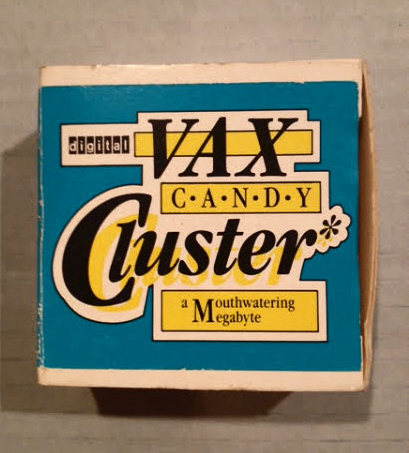 digital
VAX
C·A·N·D·Y
Cluster*
a Mouthwatering
Megabyte